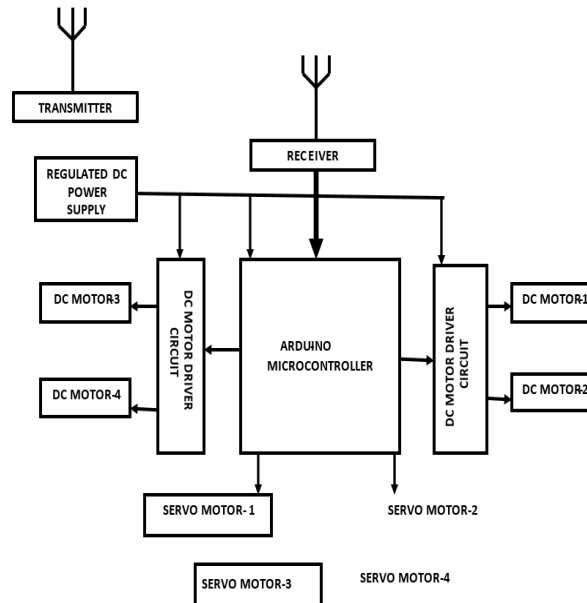 TRANSMITTER
RECEIVER
REGULATED DC
POWER
SUPPLY
DC MOTOR-3
DC MOTOR-4
DC MOTOR DRIVER
CIRCUIT
ARDUINO
MICROCONTROLLER
DC MOTOR DRIVER
CIRCUIT
DC MOTOR-1
DC MOTOR-2
SERVO MOTOR- 1
SERVO MOTOR-2
SERVO MOTOR-3
SERVO MOTOR-4